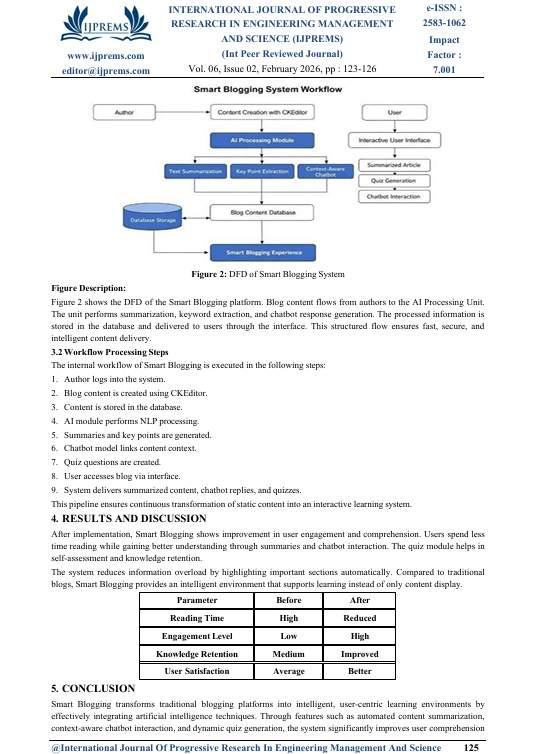 IJPREMS
www.ijprems.com
editor@ijprems.com
INTERNATIONAL JOURNAL OF PROGRESSIVE
RESEARCH IN ENGINEERING MANAGEMENT
AND SCIENCE (IJPREMS)
(Int Peer Reviewed Journal)
Vol. 06, Issue 02, February 2026, pp : 123-126
e-ISSN :
2583-1062
Impact
Factor :
7.001
Smart Blogging System Workflow
Author
Content Creation with CKEditor
User
AI Processing Module
Interactive User Interface
Text Summarization
Key Point Extraction
Context-Aware
Chatbot
Summarized Article
Quiz Generation
Chatbot Interaction
Database Storage
Blog Content Database
Smart Blogging Experience
Figure 2: DFD of Smart Blogging System
Figure Description:
Figure 2 shows the DFD of the Smart Blogging platform. Blog content flows from authors to the AI Processing Unit.
The unit performs summarization, keyword extraction, and chatbot response generation. The processed information is
stored in the database and delivered to users through the interface. This structured flow ensures fast, secure, and
intelligent content delivery.
3.2 Workflow Processing Steps
The internal workflow of Smart Blogging is executed in the following steps:
1. Author logs into the system.
2. Blog content is created using CKEditor.
3. Content is stored in the database.
4. AI module performs NLP processing.
5. Summaries and key points are generated.
6. Chatbot model links content context.
7. Quiz questions are created.
8. User accesses blog via interface.
9. System delivers summarized content, chatbot replies, and quizzes.
This pipeline ensures continuous transformation of static content into an interactive learning system.
4. RESULTS AND DISCUSSION
After implementation, Smart Blogging shows improvement in user engagement and comprehension. Users spend less
time reading while gaining better understanding through summaries and chatbot interaction. The quiz module helps in
self-assessment and knowledge retention.
The system reduces information overload by highlighting important sections automatically. Compared to traditional
blogs, Smart Blogging provides an intelligent environment that supports learning instead of only content display.
Parameter Before After
Reading Time High Reduced
Engagement Level Low High
Knowledge Retention Medium Improved
User Satisfaction Average Better
5. CONCLUSION
Smart Blogging transforms traditional blogging platforms into intelligent, user-centric learning environments by
effectively integrating artificial intelligence techniques. Through features such as automated content summarization,
context-aware chatbot interaction, and dynamic quiz generation, the system significantly improves user comprehension
@International Journal Of Progressive Research In Engineering Management And Science 125